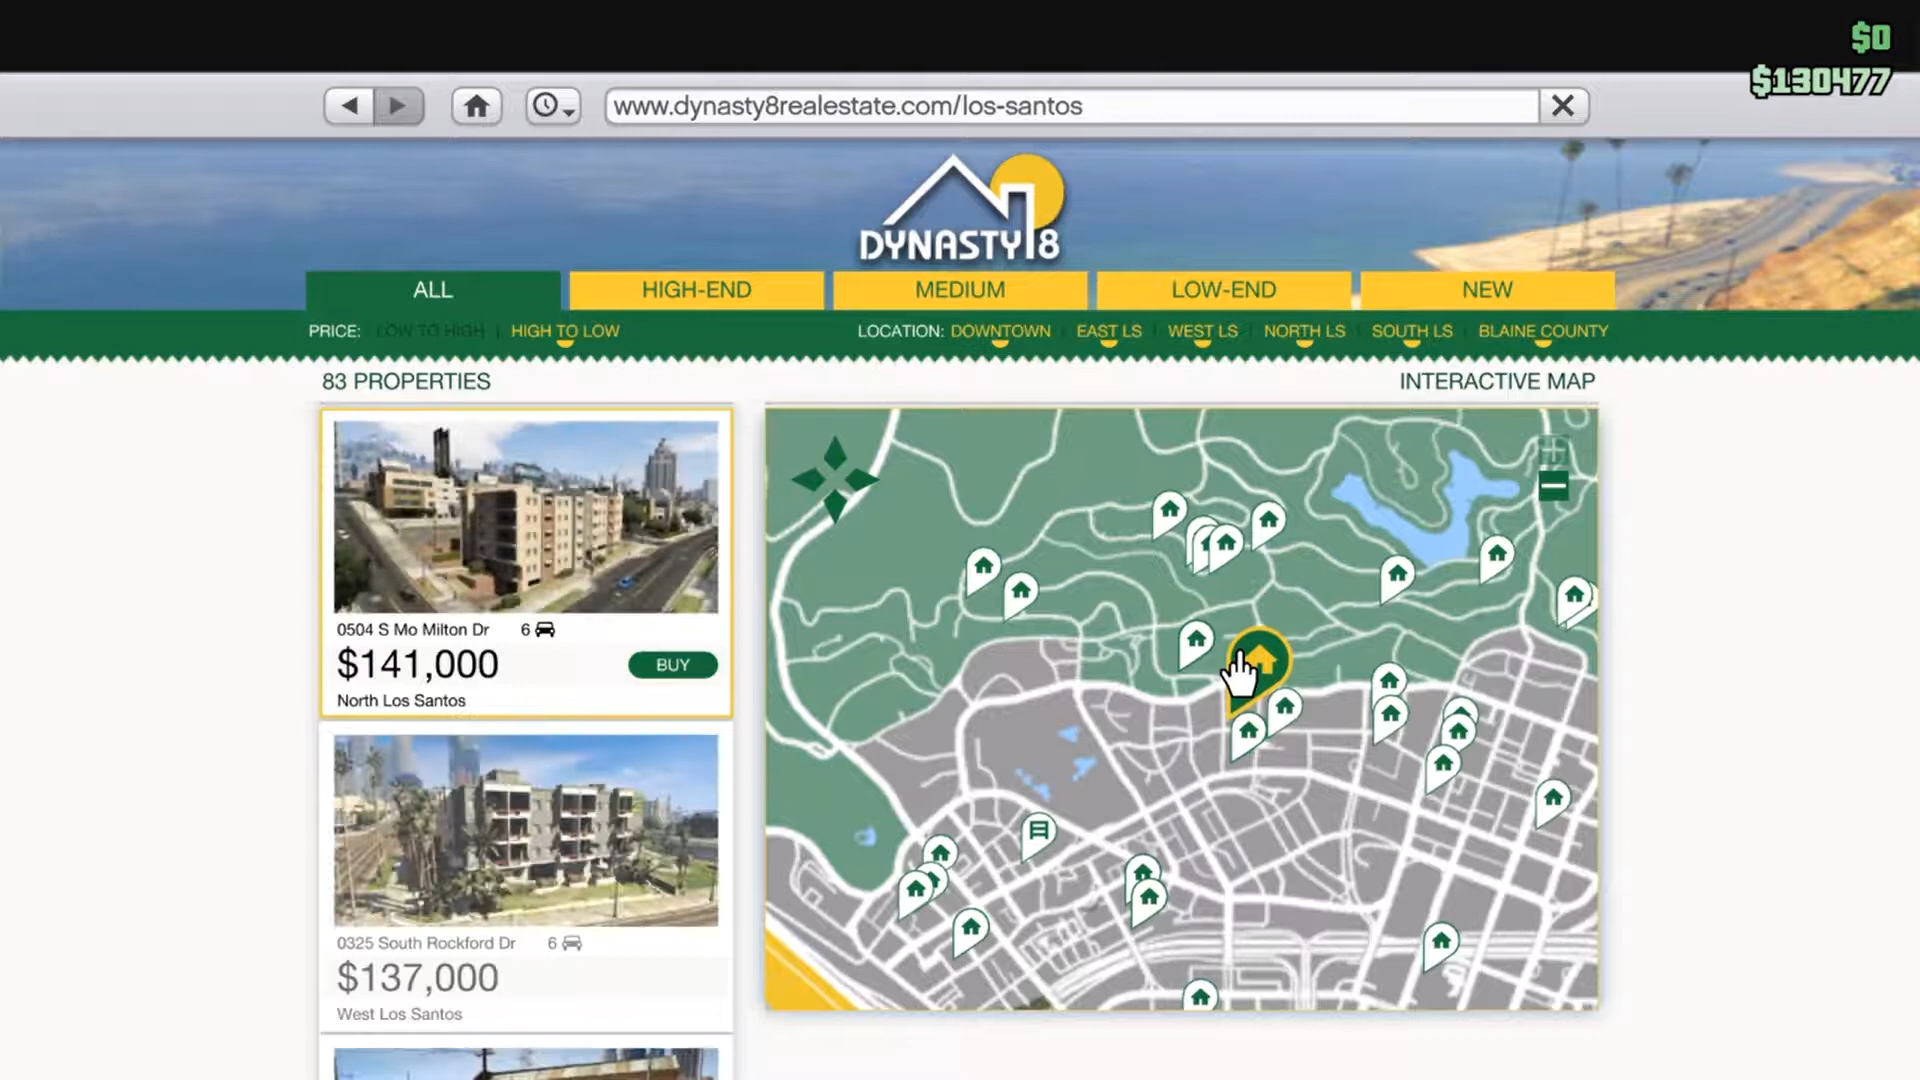 $0
$130477
www.dynasty8realestate.com/los-santos
DYNASTY 8
ALL
HIGH-END
MEDIUM
LOW-END
NEW
PRICE: LOW TO HIGH | HIGH TO LOW
LOCATION: DOWNTOWN | EAST LS | WEST LS | NORTH LS | SOUTH LS | BLAINE COUNTY
83 PROPERTIES
INTERACTIVE MAP
0504 S Mo Milton Dr 6
$141,000
BUY
North Los Santos
0325 South Rockford Dr 6
$137,000
West Los Santos